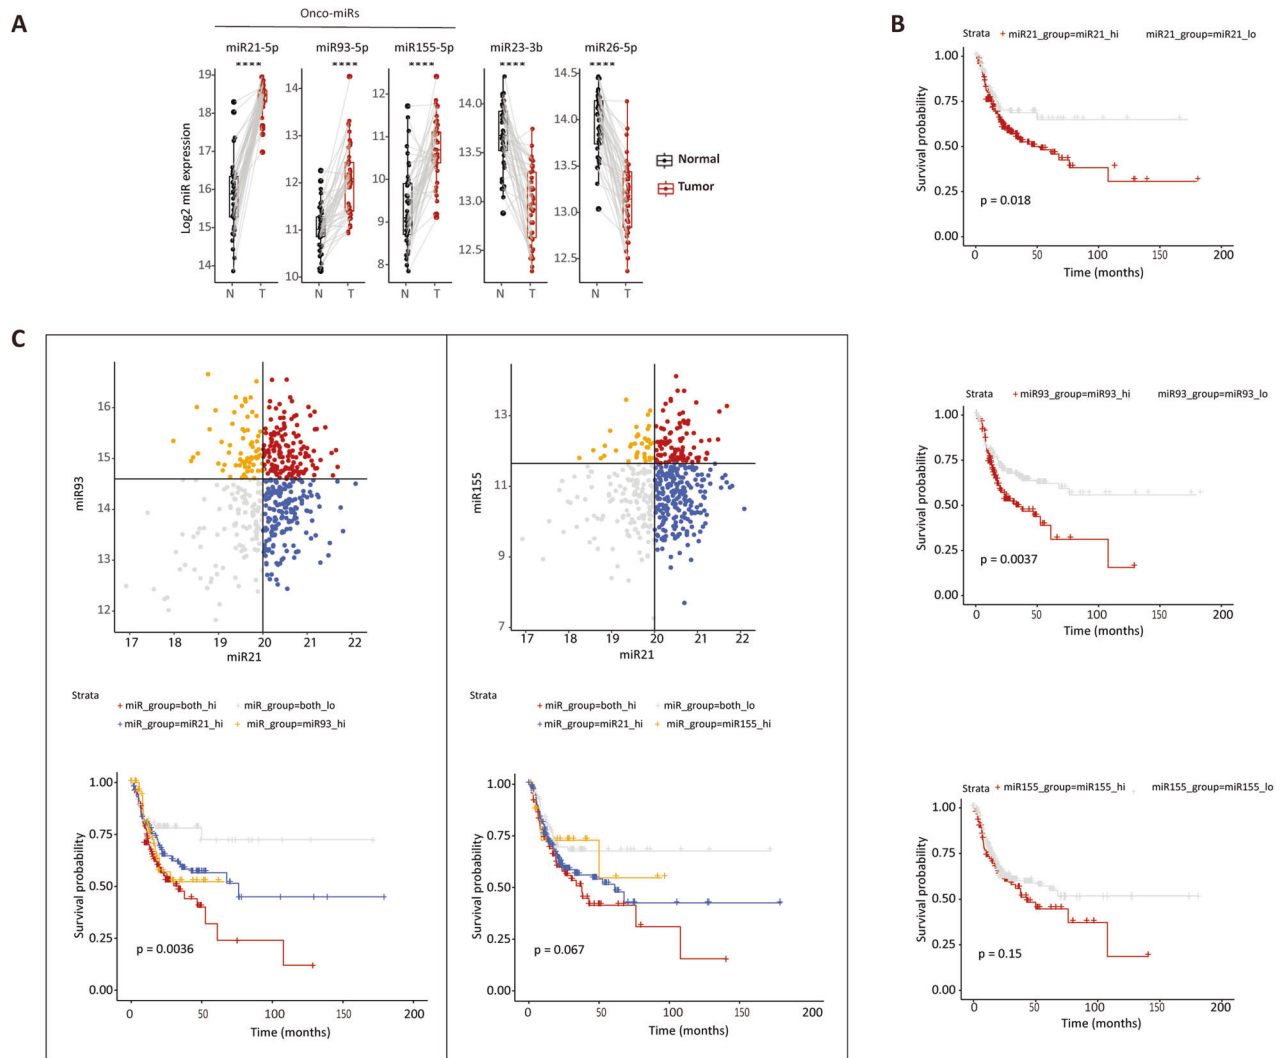 A
Onco-miRs
miR21-5p miR93-5p miR155-5p miR23-3b miR26-5p
**** **** **** **** ****
Log2 miR expression
19
18
17
16
15
14
14
13
12
11
10
12
11
10
9
8
14.0
13.5
13.0
12.5
14.5
14.0
13.5
13.0
12.5
N T N T N T N T N T
Normal
Tumor
B
Strata miR21_group=miR21_hi miR21_group=miR21_lo
Survival probability
1.00
0.75
0.50
0.25
0.00
p = 0.018
0 50 100 150 200
Time (months)
Strata miR93_group=miR93_hi miR93_group=miR93_lo
Survival probability
1.00
0.75
0.50
0.25
0.00
p = 0.0037
0 50 100 150 200
Time (months)
Strata miR155_group=miR155_hi miR155_group=miR155_lo
Survival probability
1.00
0.75
0.50
0.25
0.00
p = 0.15
0 50 100 150 200
Time (months)
C
miR93
16
15
14
13
12
17 18 19 20 21 22
miR21
miR155
13
11
9
7
17 18 19 20 21 22
miR21
Strata
miR_group=both_hi miR_group=both_lo
miR_group=miR21_hi miR_group=miR93_hi
Survival probability
1.00
0.75
0.50
0.25
0.00
p = 0.0036
0 50 100 150 200
Time (months)
Strata
miR_group=both_hi miR_group=both_lo
miR_group=miR21_hi miR_group=miR155_hi
Survival probability
1.00
0.75
0.50
0.25
0.00
p = 0.067
0 50 100 150 200
Time (months)